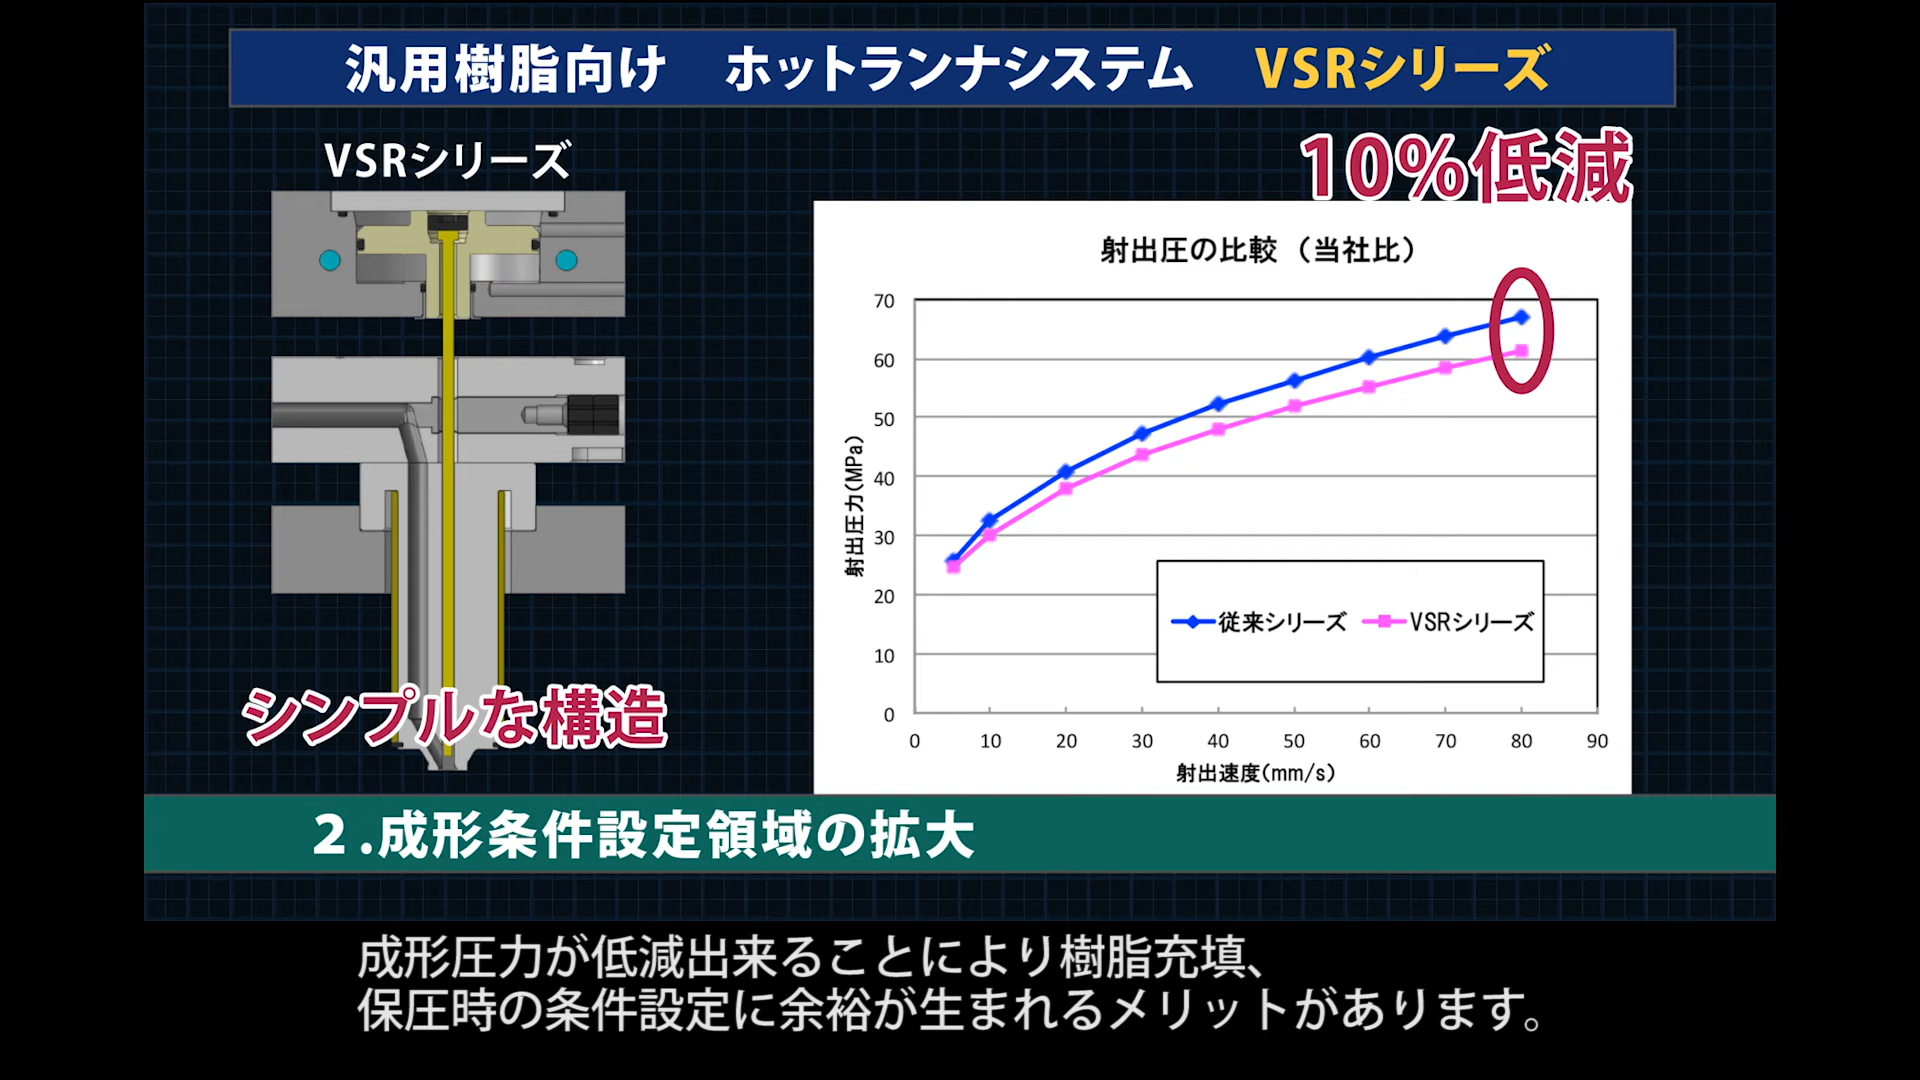 汎用樹脂向け　ホットランナシステム　VSRシリーズ
VSRシリーズ
シンプルな構造
10%低減
射出圧の比較（当社比）
射出圧力(MPa)
70
60
50
40
30
20
10
0
0 10 20 30 40 50 60 70 80 90
射出速度(mm/s)
従来シリーズ VSRシリーズ
２.成形条件設定領域の拡大
成形圧力が低減出来ることにより樹脂充填、
保圧時の条件設定に余裕が生まれるメリットがあります。